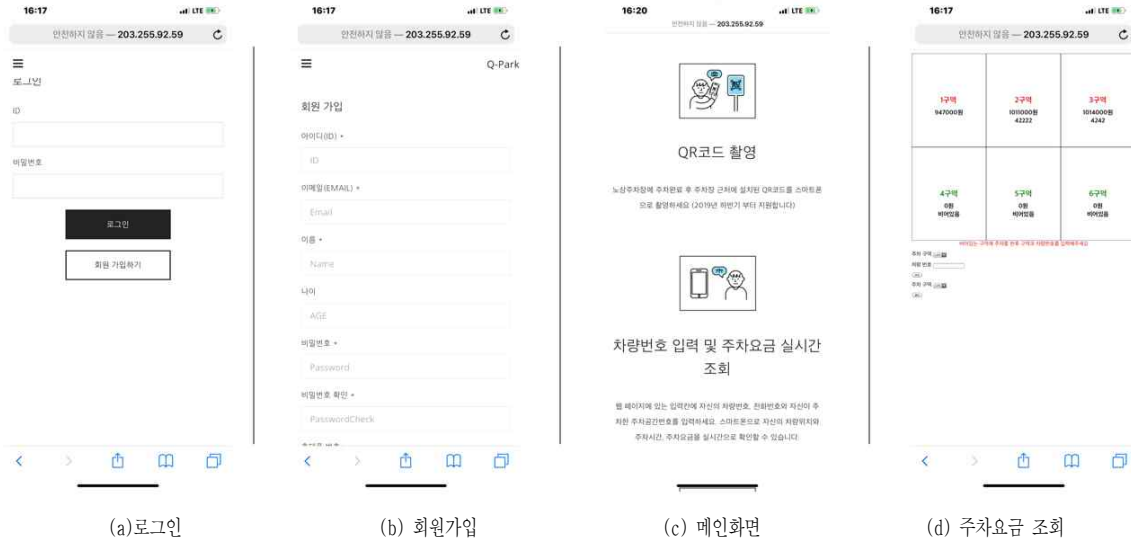 16:17
LTE
안전하지 않음 — 203.255.92.59
로그인
ID
비밀번호
로그인
회원 가입하기
(a)로그인
16:17
LTE
안전하지 않음 — 203.255.92.59
Q-Park
회원 가입
아이디(ID) *
ID
이메일(EMAIL) *
Email
이름 *
Name
나이
AGE
비밀번호 *
Password
비밀번호 확인 *
PasswordCheck
(b) 회원가입
16:20
LTE
안전하지 않음 — 203.255.92.59
QR코드 촬영
노상주차장에 주차완료 후 주차장 근처에 설치된 QR코드를 스마트폰
으로 촬영하세요 (2019년 하반기 부터 지원합니다)
차량번호 입력 및 주차요금 실시간
조회
웹 페이지에 있는 입력칸에 자신의 차량번호, 전화번호와 자신이 주
차한 주차공간번호를 입력하세요. 스마트폰으로 자신의 차량위치와
주차시간, 주차요금을 실시간으로 확인할 수 있습니다.
(c) 메인화면
16:17
LTE
안전하지 않음 — 203.255.92.59
1구역 2구역 3구역
947000원 1011000원 1014000원
42222 4242
4구역 5구역 6구역
0원 0원 0원
비어있음 비어있음 비어있음
주차 구역
차량 번호
주차 구역
(d) 주차요금 조회